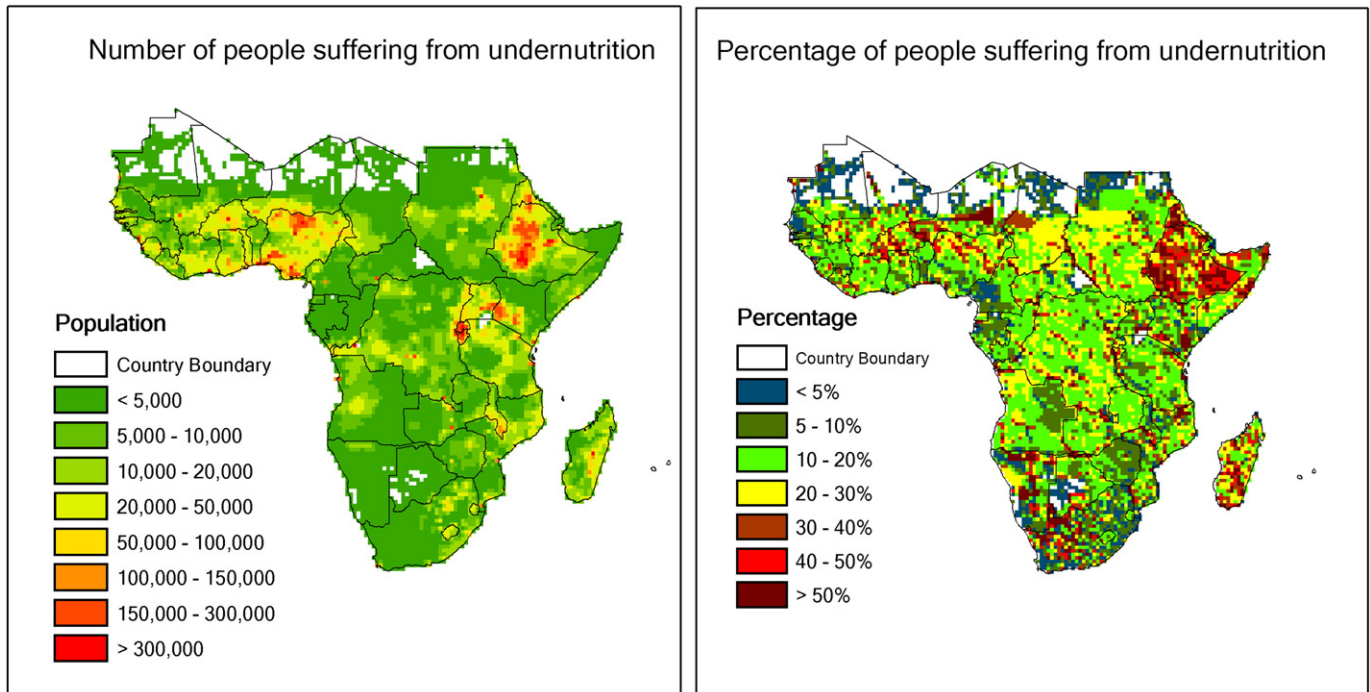 Number of people suffering from undernutrition
Population
Country Boundary
< 5,000
5,000 - 10,000
10,000 - 20,000
20,000 - 50,000
50,000 - 100,000
100,000 - 150,000
150,000 - 300,000
> 300,000
Percentage of people suffering from undernutrition
Percentage
Country Boundary
< 5%
5 - 10%
10 - 20%
20 - 30%
30 - 40%
40 - 50%
> 50%